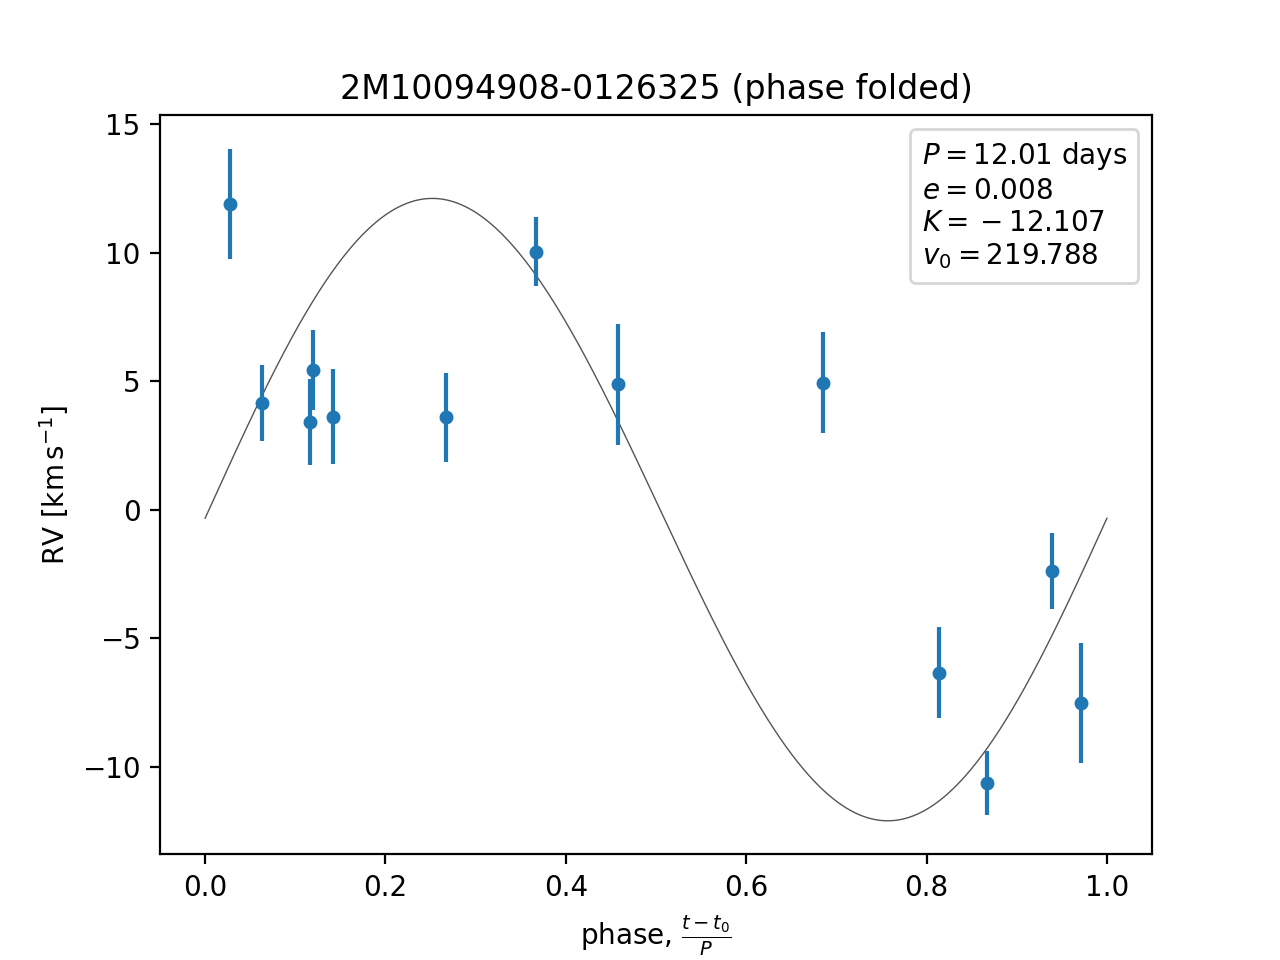 2M10094908-0126325 (phase folded)
P = 12.01 days
e = 0.008
K = −12.107
v₀ = 219.788
15
10
5
0
−5
−10
RV [km s⁻¹]
0.0 0.2 0.4 0.6 0.8 1.0
phase, (t − t₀)/P